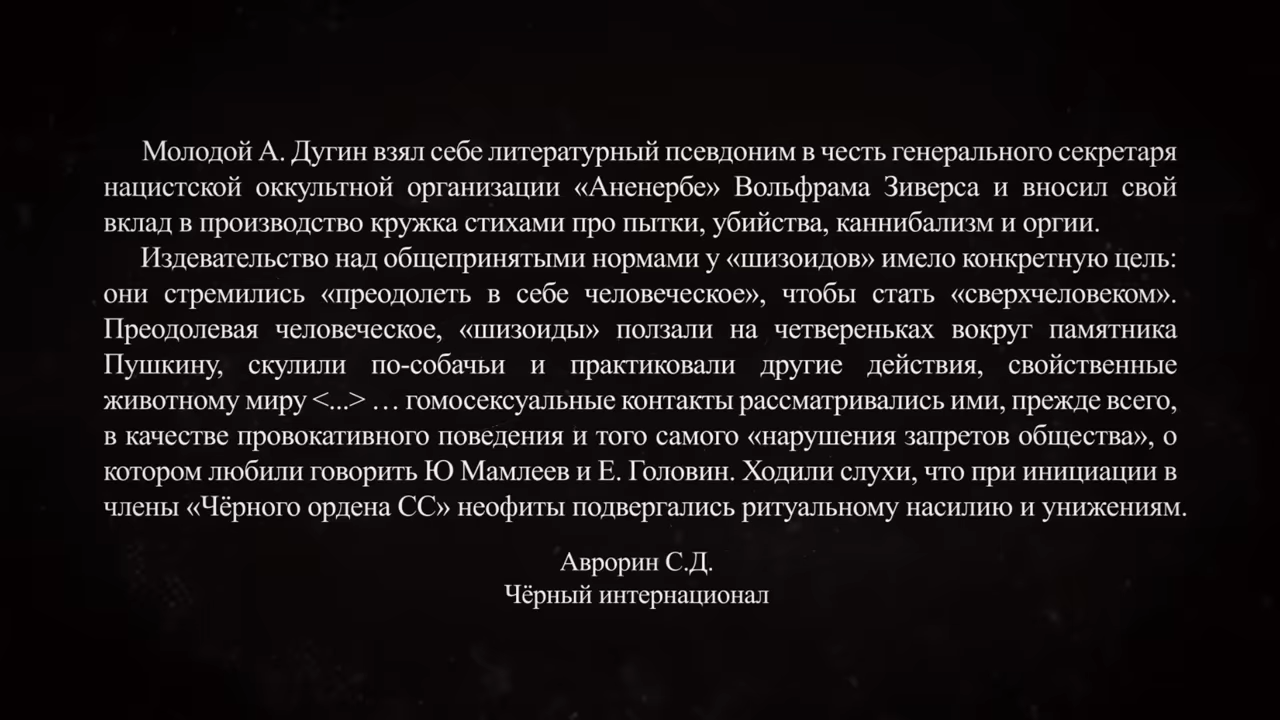 Молодой А. Дугин взял себе литературный псевдоним в честь генерального секретаря
нацистской оккультной организации «Аненербе» Вольфрама Зиверса и вносил свой
вклад в производство кружка стихами про пытки, убийства, каннибализм и оргии.
Издевательство над общепринятыми нормами у «шизоидов» имело конкретную цель:
они стремились «преодолеть в себе человеческое», чтобы стать «сверхчеловеком».
Преодолевая человеческое, «шизоиды» ползали на четвереньках вокруг памятника
Пушкину, скулили по-собачьи и практиковали другие действия, свойственные
животному миру <...> … гомосексуальные контакты рассматривались ими, прежде всего,
в качестве провокативного поведения и того самого «нарушения запретов общества», о
котором любили говорить Ю Мамлеев и Е. Головин. Ходили слухи, что при инициации в
члены «Чёрного ордена СС» неофиты подвергались ритуальному насилию и унижениям.
Аврорин С.Д.
Чёрный интернационал